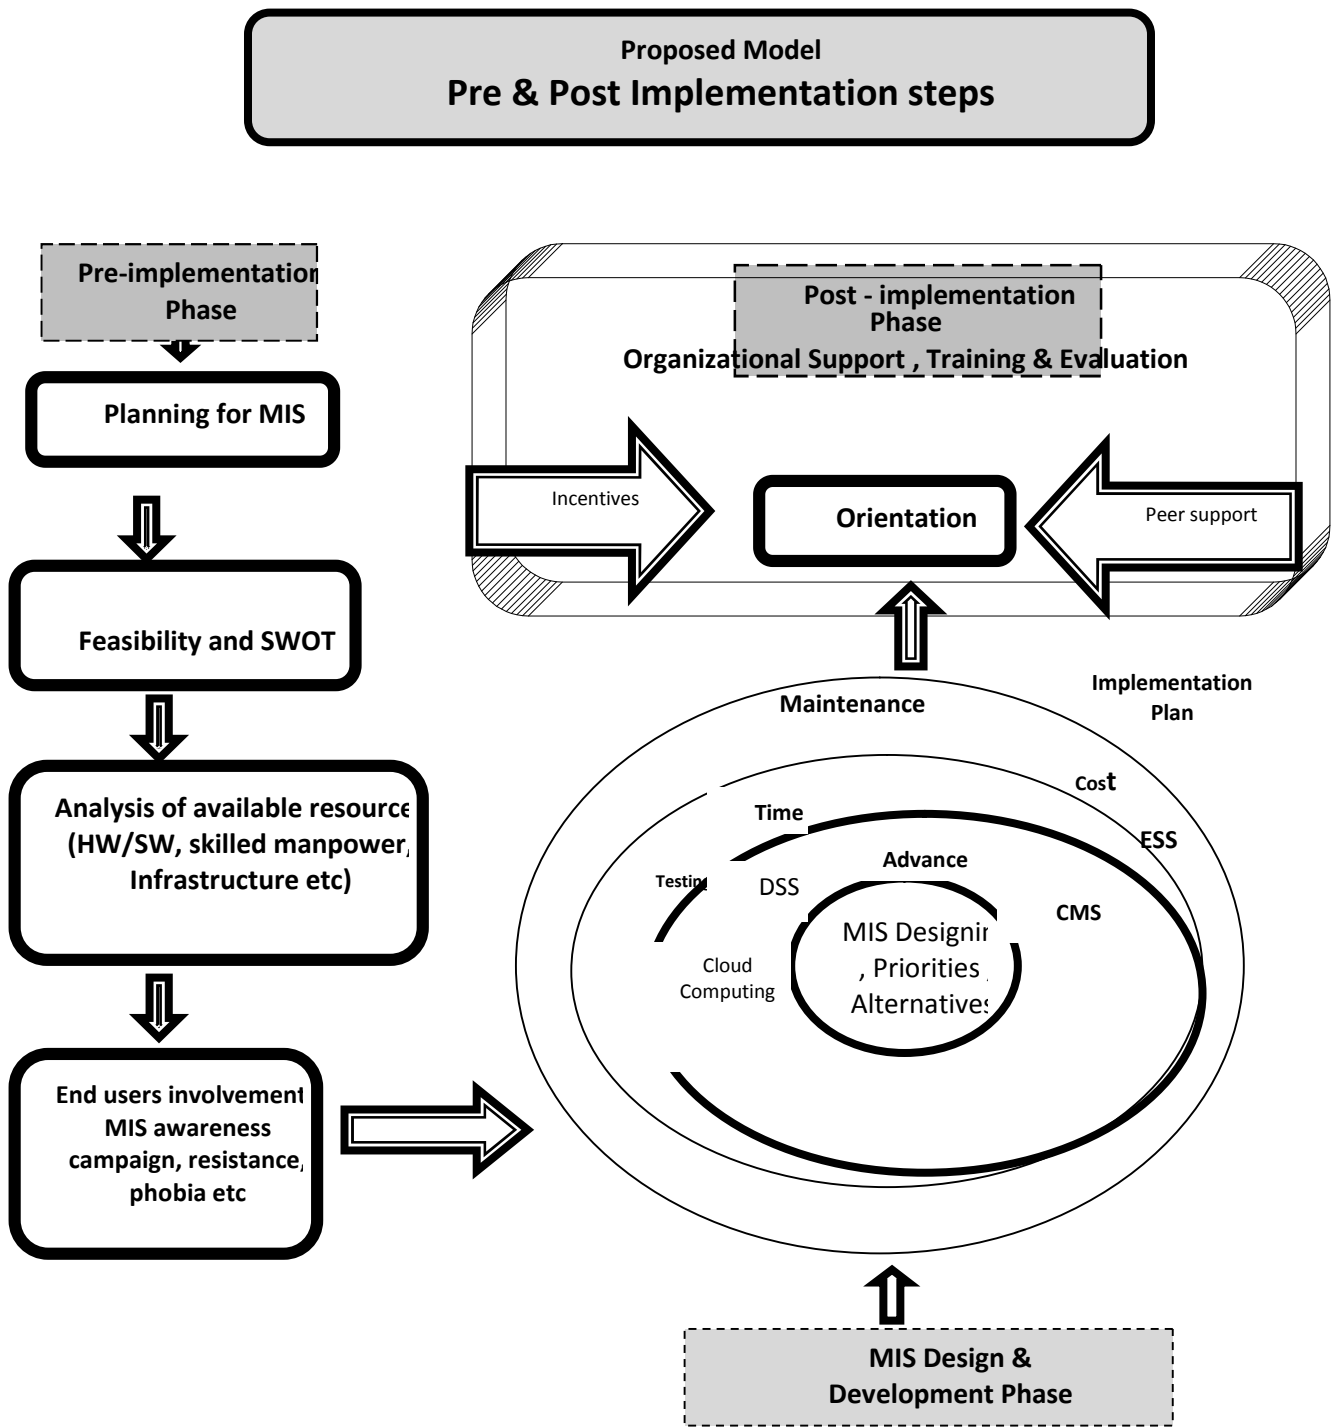 Proposed Model
Pre & Post Implementation steps
Pre-implementation
Phase
Planning for MIS
Feasibility and SWOT
Analysis of available resource
(HW/SW, skilled manpower,
Infrastructure etc)
End users involvement
MIS awareness
campaign, resistance,
phobia etc
Post - implementation
Phase
Organizational Support , Training & Evaluation
Incentives
Orientation
Peer support
Implementation
Plan
Maintenance
Cost
Time
ESS
Advance
Testing
DSS
CMS
MIS Designin
, Priorities ,
Alternatives
Cloud
Computing
MIS Design &
Development Phase